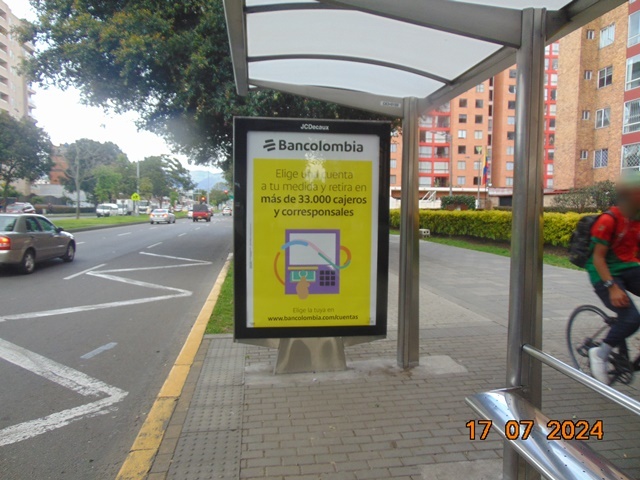 JCDecaux
Bancolombia
Elige una cuenta
a tu medida y retira en
más de 33.000 cajeros
y corresponsales
Elige la tuya en
www.bancolombia.com/cuentas
17 07 2024